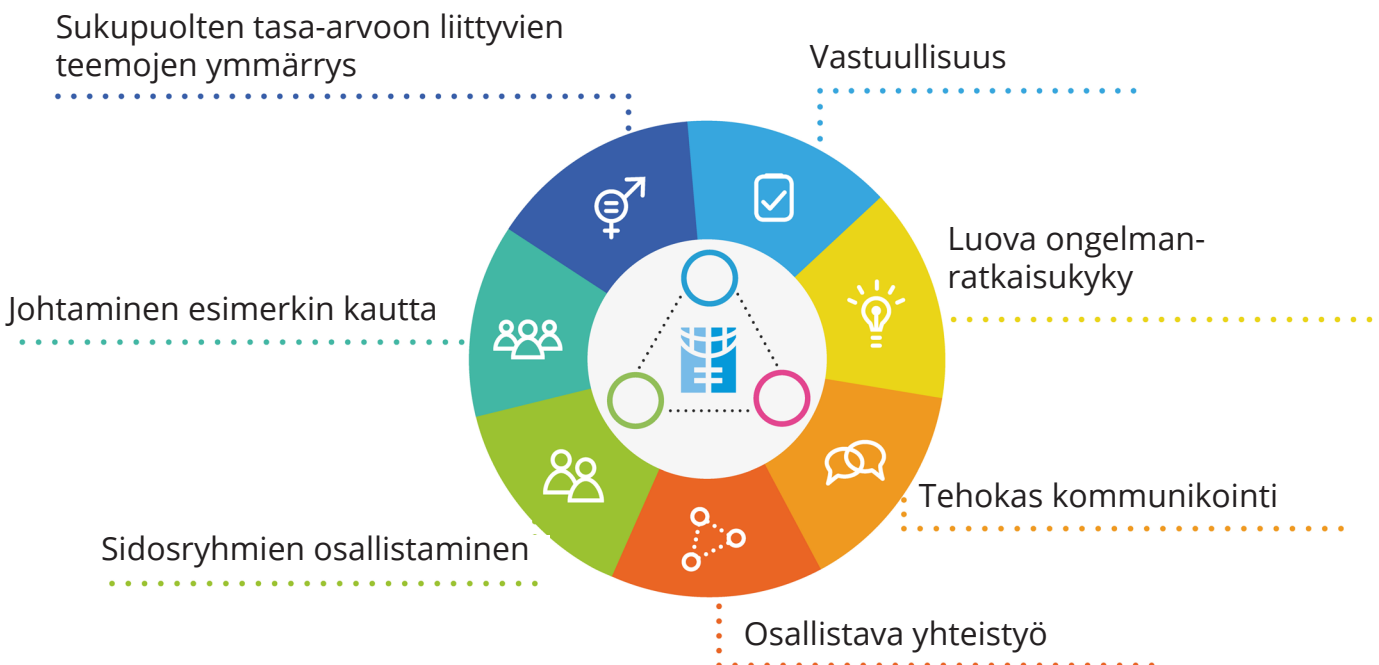 Sukupuolten tasa-arvoon liittyvien
teemojen ymmärrys
Vastuullisuus
Luova ongelman-
ratkaisukyky
Johtaminen esimerkin kautta
Tehokas kommunikointi
Sidosryhmien osallistaminen
Osallistava yhteistyö